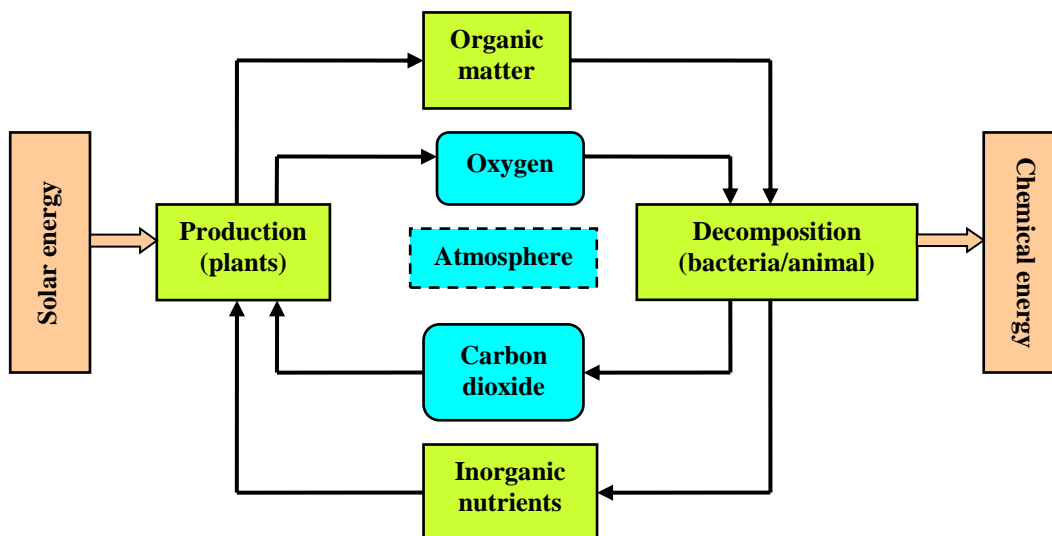 Organic
matter
Oxygen
Solar energy
Production
(plants)
Atmosphere
Decomposition
(bacteria/animal)
Chemical energy
Carbon
dioxide
Inorganic
nutrients